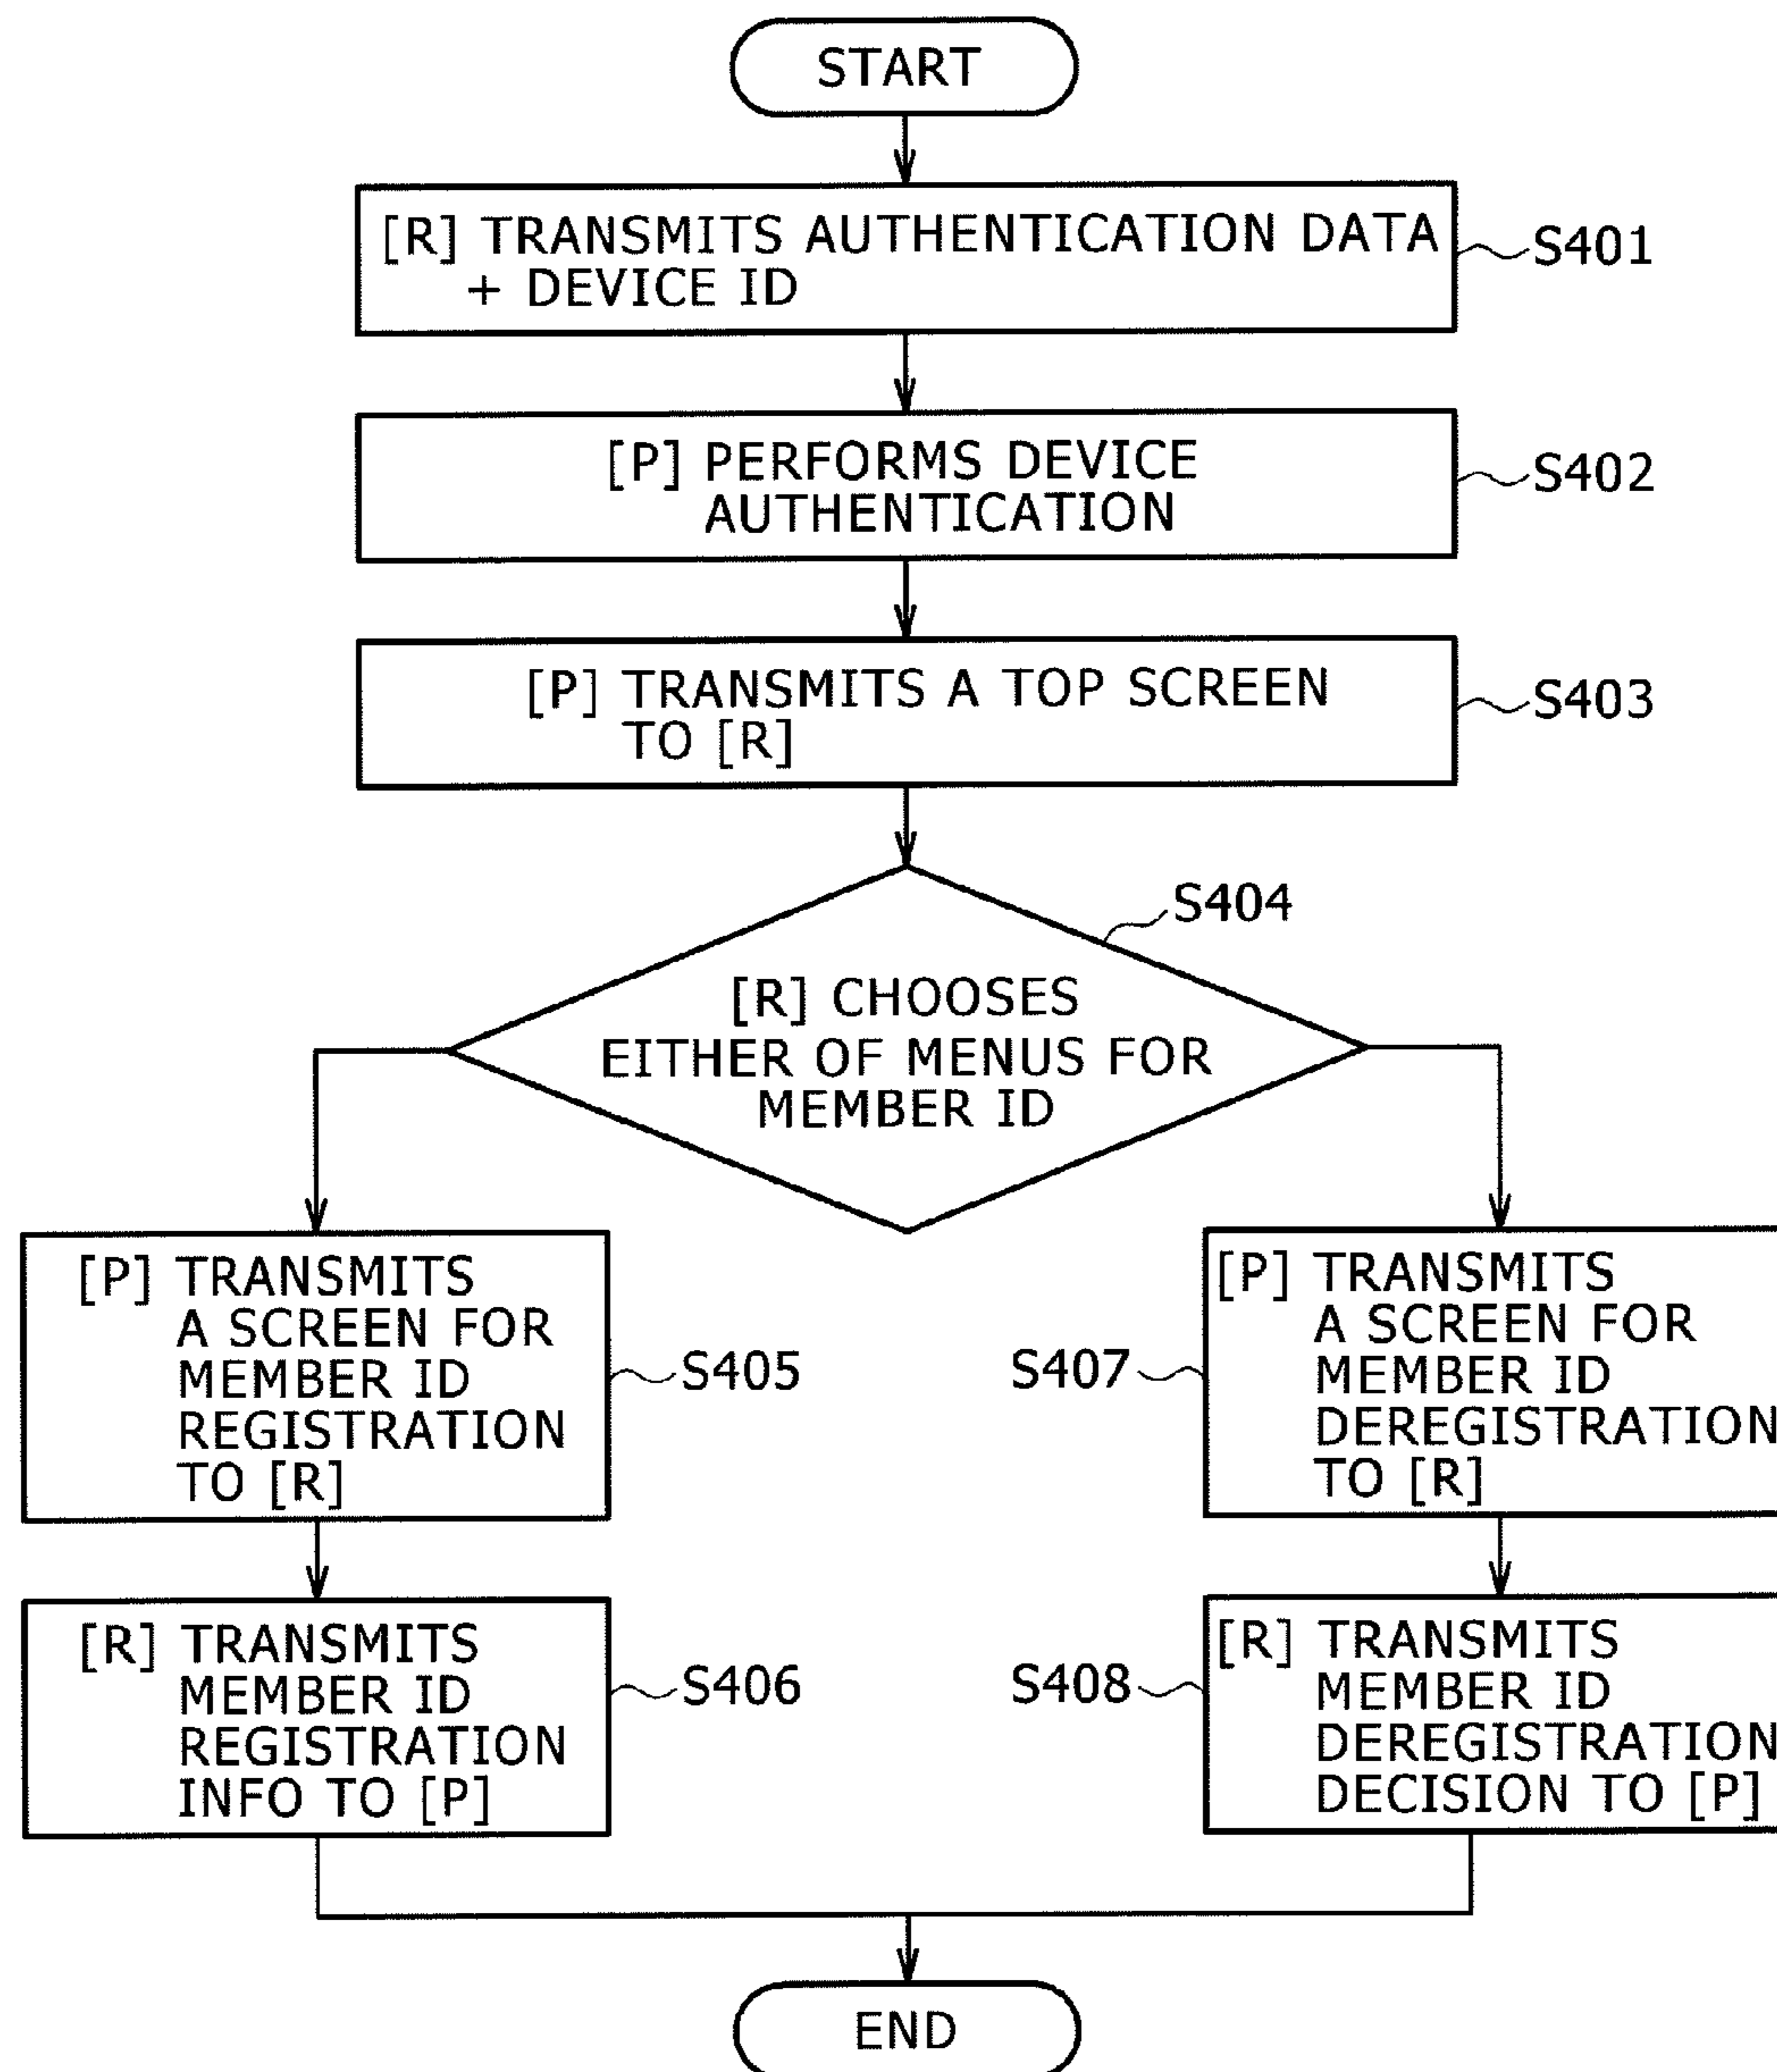 START
[R] TRANSMITS AUTHENTICATION DATA
+ DEVICE ID
S401
[P] PERFORMS DEVICE
AUTHENTICATION
S402
[P] TRANSMITS A TOP SCREEN
TO [R]
S403
S404
[R] CHOOSES
EITHER OF MENUS FOR
MEMBER ID
[P] TRANSMITS
A SCREEN FOR
MEMBER ID
REGISTRATION
TO [R]
S405
S407
[P] TRANSMITS
A SCREEN FOR
MEMBER ID
DEREGISTRATION
TO [R]
[R] TRANSMITS
MEMBER ID
REGISTRATION
INFO TO [P]
S406
S408
[R] TRANSMITS
MEMBER ID
DEREGISTRATION
DECISION TO [P]
END